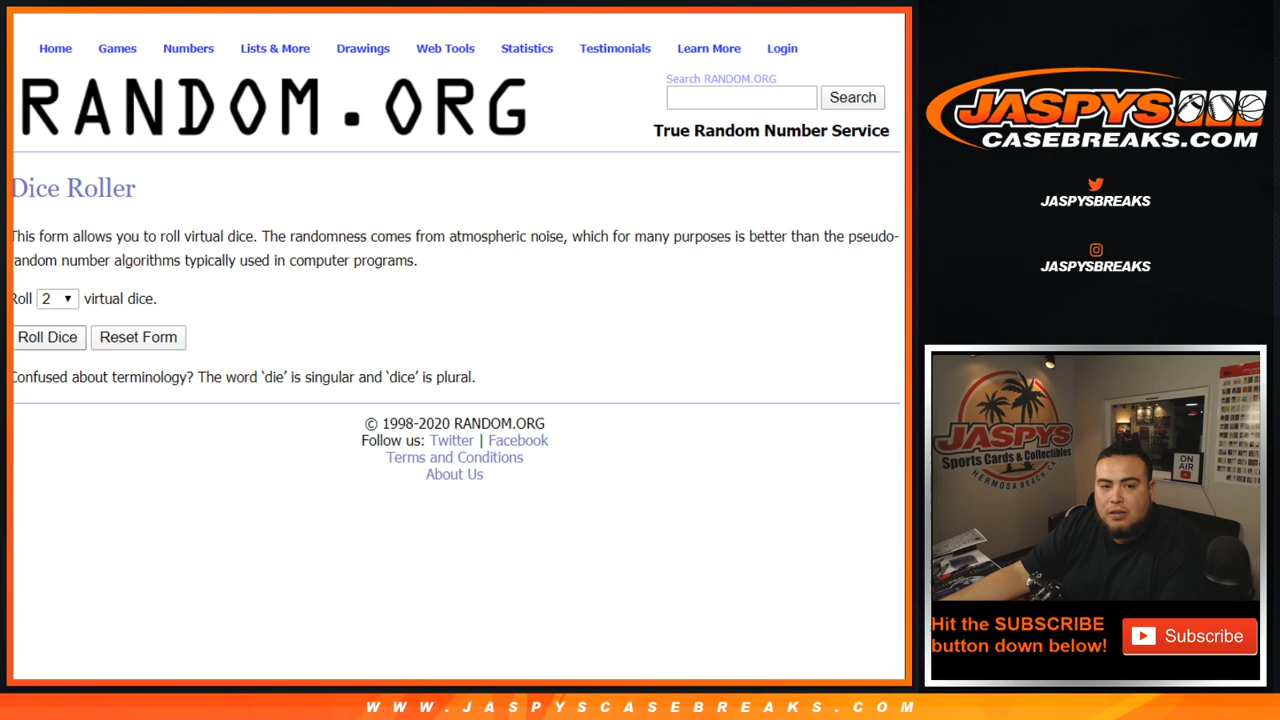 Home Games Numbers Lists & More Drawings Web Tools Statistics Testimonials Learn More Login
RANDOM.ORG
Search RANDOM.ORG
Search
True Random Number Service
Dice Roller
This form allows you to roll virtual dice. The randomness comes from atmospheric noise, which for many purposes is better than the pseudo-
random number algorithms typically used in computer programs.
Roll 2 virtual dice.
Roll Dice Reset Form
Confused about terminology? The word ‘die’ is singular and ‘dice’ is plural.
© 1998-2020 RANDOM.ORG
Follow us: Twitter | Facebook
Terms and Conditions
About Us
JASPYS
CASEBREAKS.COM
JASPYSBREAKS
JASPYSBREAKS
JASPYS
Sports Cards & Collectibles
HERMOSA BEACH, CA
ON
AIR
Hit the SUBSCRIBE
button down below!
Subscribe
WWW.JASPYSCASEBREAKS.COM